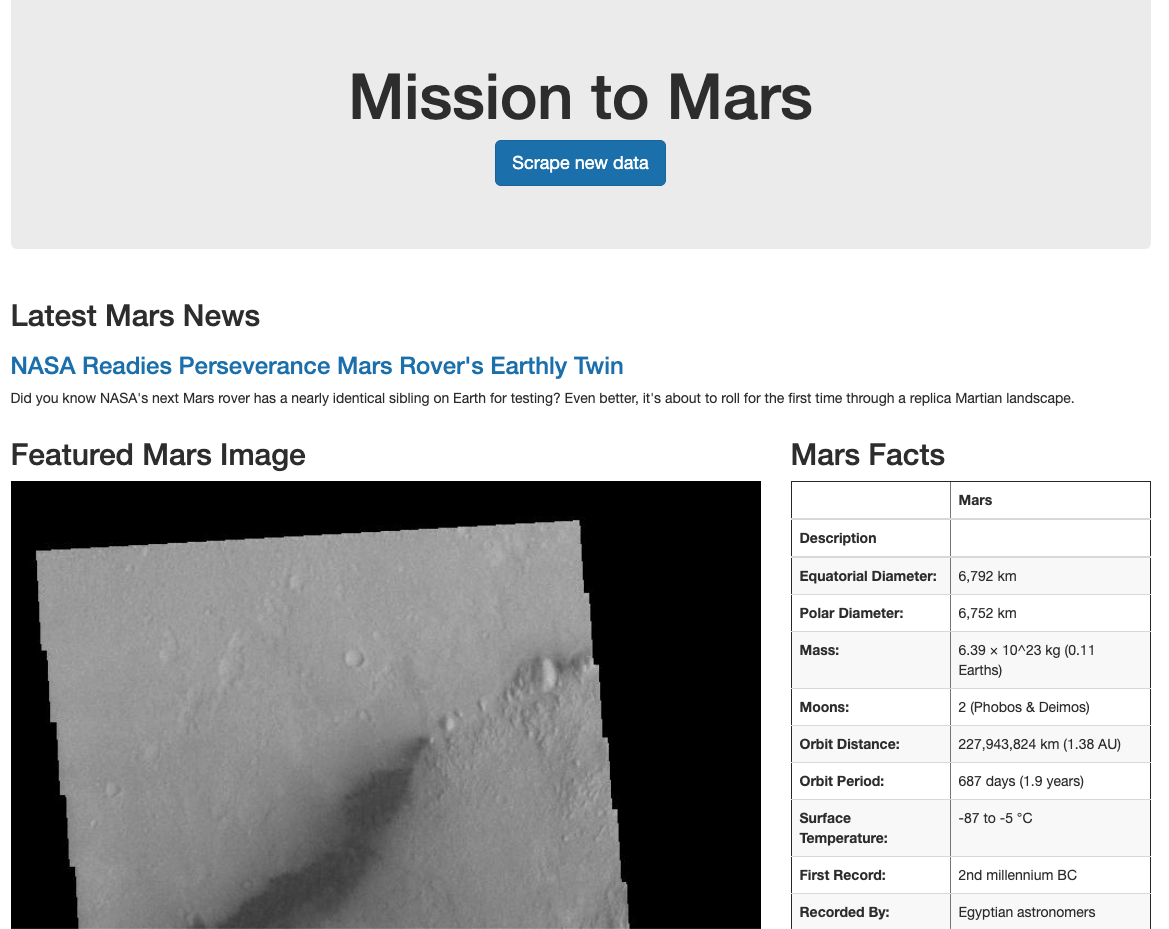 Mission to Mars
Scrape new data
Latest Mars News
NASA Readies Perseverance Mars Rover's Earthly Twin
Did you know NASA's next Mars rover has a nearly identical sibling on Earth for testing? Even better, it's about to roll for the first time through a replica Martian landscape.
Featured Mars Image
Mars Facts
Mars
Description
Equatorial Diameter: 6,792 km
Polar Diameter: 6,752 km
Mass: 6.39 × 10^23 kg (0.11
Earths)
Moons: 2 (Phobos & Deimos)
Orbit Distance: 227,943,824 km (1.38 AU)
Orbit Period: 687 days (1.9 years)
Surface -87 to -5 °C
Temperature:
First Record: 2nd millennium BC
Recorded By: Egyptian astronomers